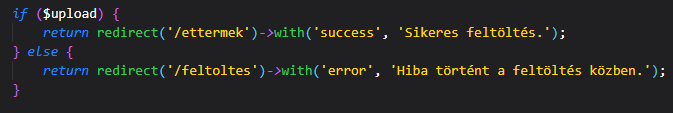 if ($upload) {
return redirect('/ettermek')->with('success', 'Sikeres feltöltés.');
} else {
return redirect('/feltoltes')->with('error', 'Hiba történt a feltöltés közben.');
}